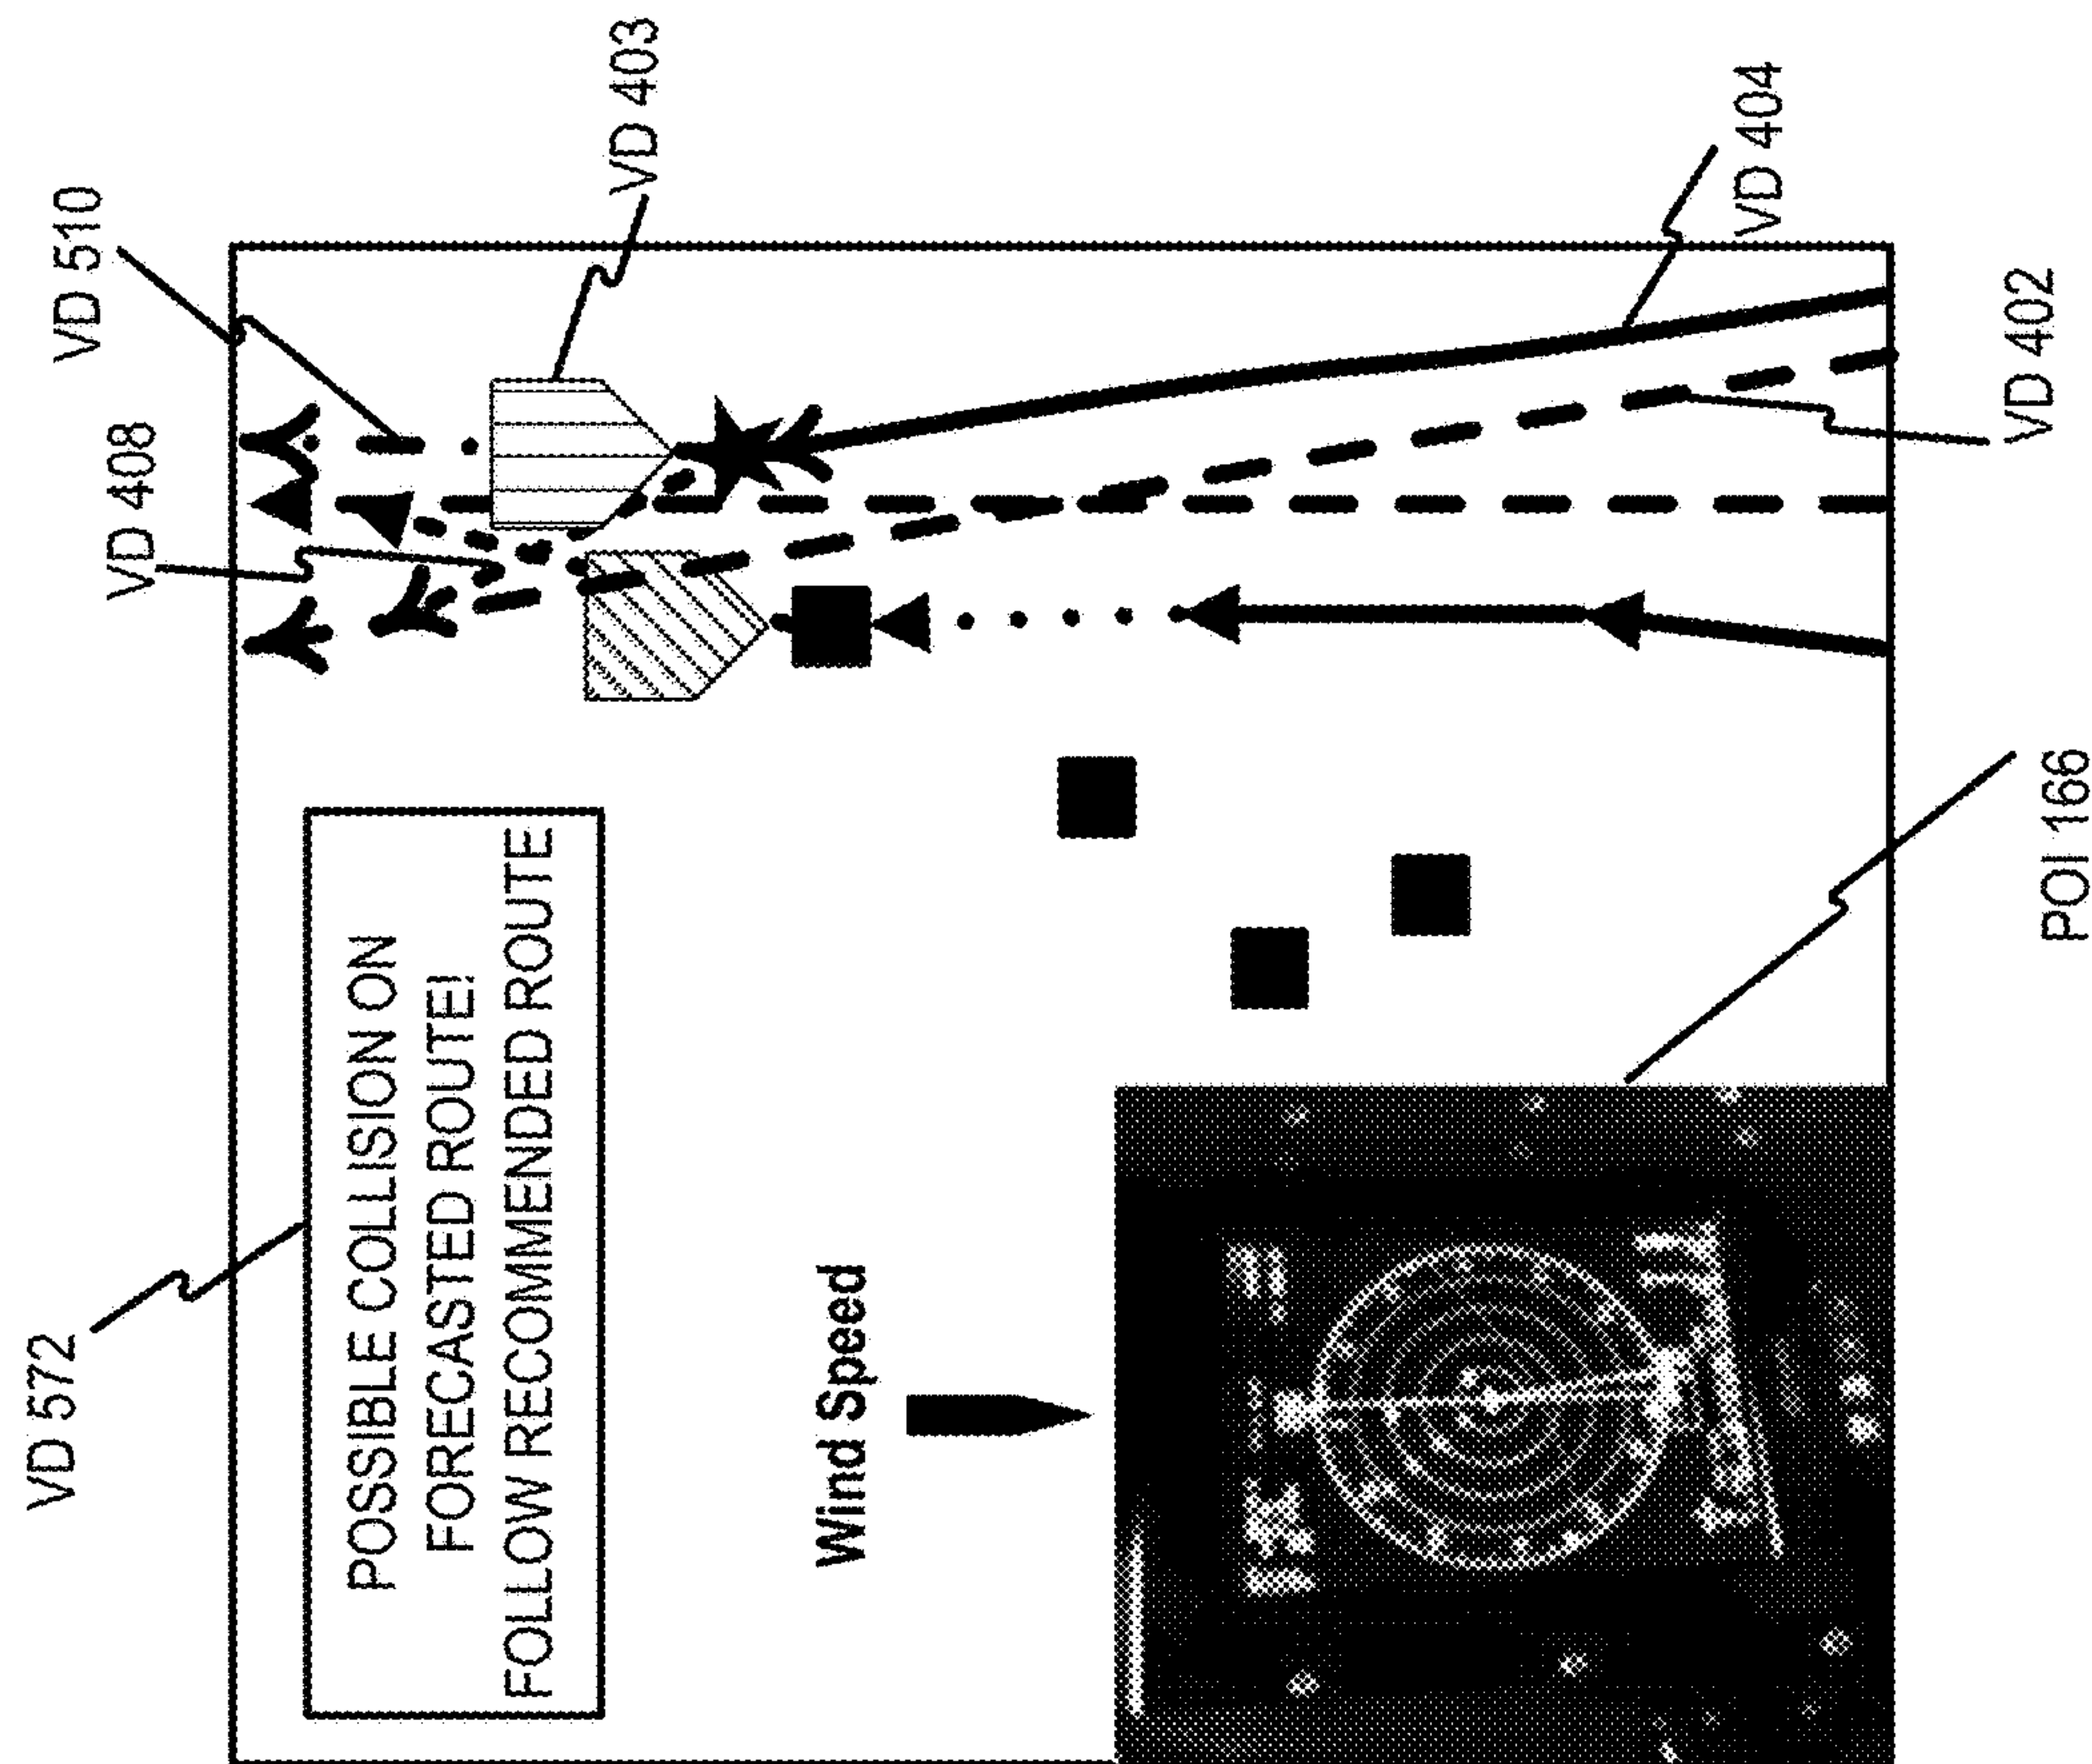 VD 572
VD 408
VD 510
VD 403
POSSIBLE COLLISION ON
FORECASTED ROUTE!
FOLLOW RECOMMENDED ROUTE
Wind Speed
VD 404
VD 402
POI 166